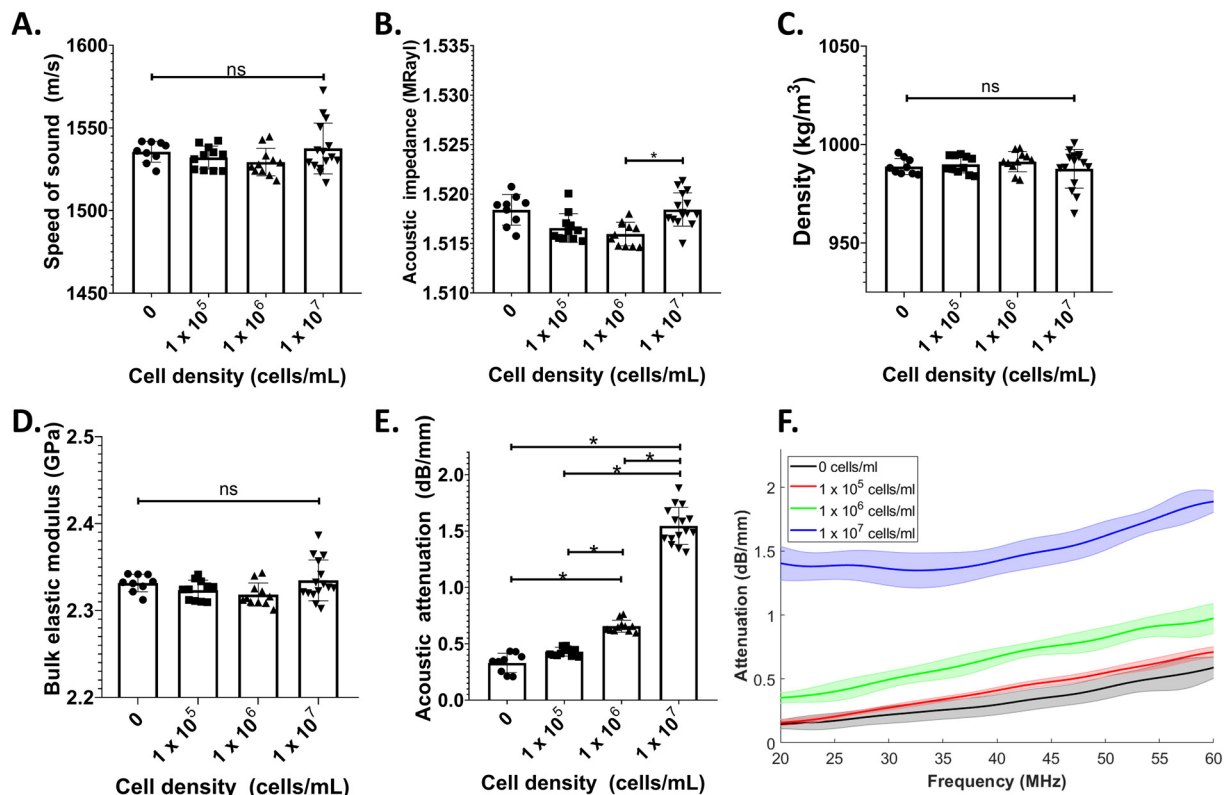 A.
Speed of sound (m/s)
1600
1550
1500
1450
ns
0
1 x 10^5
1 x 10^6
1 x 10^7
Cell density (cells/mL)
B.
Acoustic impedance (MRayl)
1.535
1.530
1.525
1.520
1.515
1.510
*
0
1 x 10^5
1 x 10^6
1 x 10^7
Cell density (cells/mL)
C.
Density (kg/m^3)
1050
1000
950
ns
0
1 x 10^5
1 x 10^6
1 x 10^7
Cell density (cells/mL)
D.
Bulk elastic modulus (GPa)
2.5
2.4
2.3
2.2
ns
0
1 x 10^5
1 x 10^6
1 x 10^7
Cell density (cells/mL)
E.
Acoustic attenuation (dB/mm)
2.0
1.5
1.0
0.5
0.0
*
*
*
*
*
0
1 x 10^5
1 x 10^6
1 x 10^7
Cell density (cells/mL)
F.
Attenuation (dB/mm)
2
1.5
1
0.5
0
0 cells/ml
1 x 10^5 cells/ml
1 x 10^6 cells/ml
1 x 10^7 cells/ml
20 25 30 35 40 45 50 55 60
Frequency (MHz)